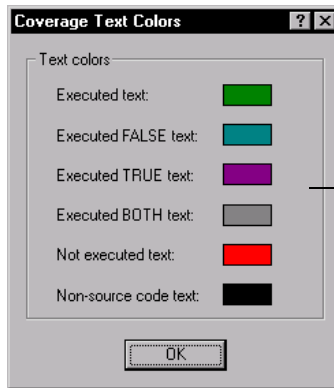 Coverage Text Colors
Text colors
Executed text:
Executed FALSE text:
Executed TRUE text:
Executed BOTH text:
Not executed text:
Non-source code text:
OK